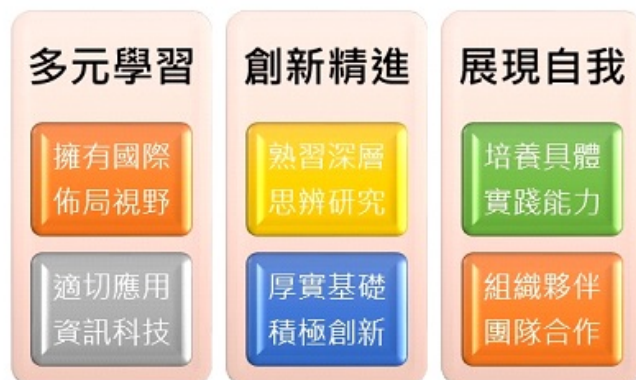 多元學習
擁有國際
佈局視野
適切應用
資訊科技
創新精進
熟習深層
思辨研究
厚實基礎
積極創新
展現自我
培養具體
實踐能力
組織夥伴
團隊合作